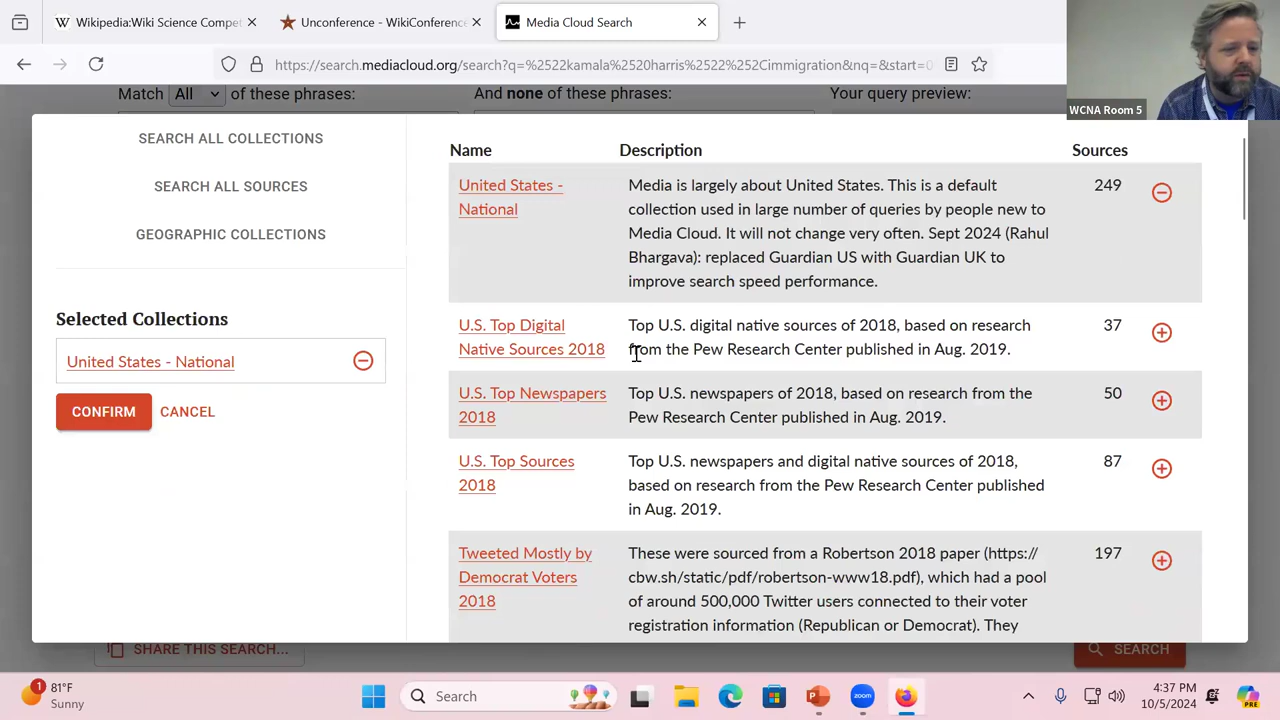 Wikipedia:Wiki Science Compet
Unconference - WikiConference
Media Cloud Search
https://search.mediacloud.org/search?q=%2522kamala%2520harris%2522%252Cimmigration&nq=&start=0
WCNA Room 5
Match All of these phrases:
And none of these phrases:
Your query preview:
SEARCH ALL COLLECTIONS
SEARCH ALL SOURCES
GEOGRAPHIC COLLECTIONS
Selected Collections
United States - National
CONFIRM
CANCEL
Name
Description
Sources
United States -
National
Media is largely about United States. This is a default
collection used in large number of queries by people new to
Media Cloud. It will not change very often. Sept 2024 (Rahul
Bhargava): replaced Guardian US with Guardian UK to
improve search speed performance.
249
U.S. Top Digital
Native Sources 2018
Top U.S. digital native sources of 2018, based on research
from the Pew Research Center published in Aug. 2019.
37
U.S. Top Newspapers
2018
Top U.S. newspapers of 2018, based on research from the
Pew Research Center published in Aug. 2019.
50
U.S. Top Sources
2018
Top U.S. newspapers and digital native sources of 2018,
based on research from the Pew Research Center published
in Aug. 2019.
87
Tweeted Mostly by
Democrat Voters
2018
These were sourced from a Robertson 2018 paper (https://
cbw.sh/static/pdf/robertson-www18.pdf), which had a pool
of around 500,000 Twitter users connected to their voter
registration information (Republican or Democrat). They
197
SHARE THIS SEARCH...
SEARCH
1
81°F
Sunny
Search
4:37 PM
10/5/2024
PRE